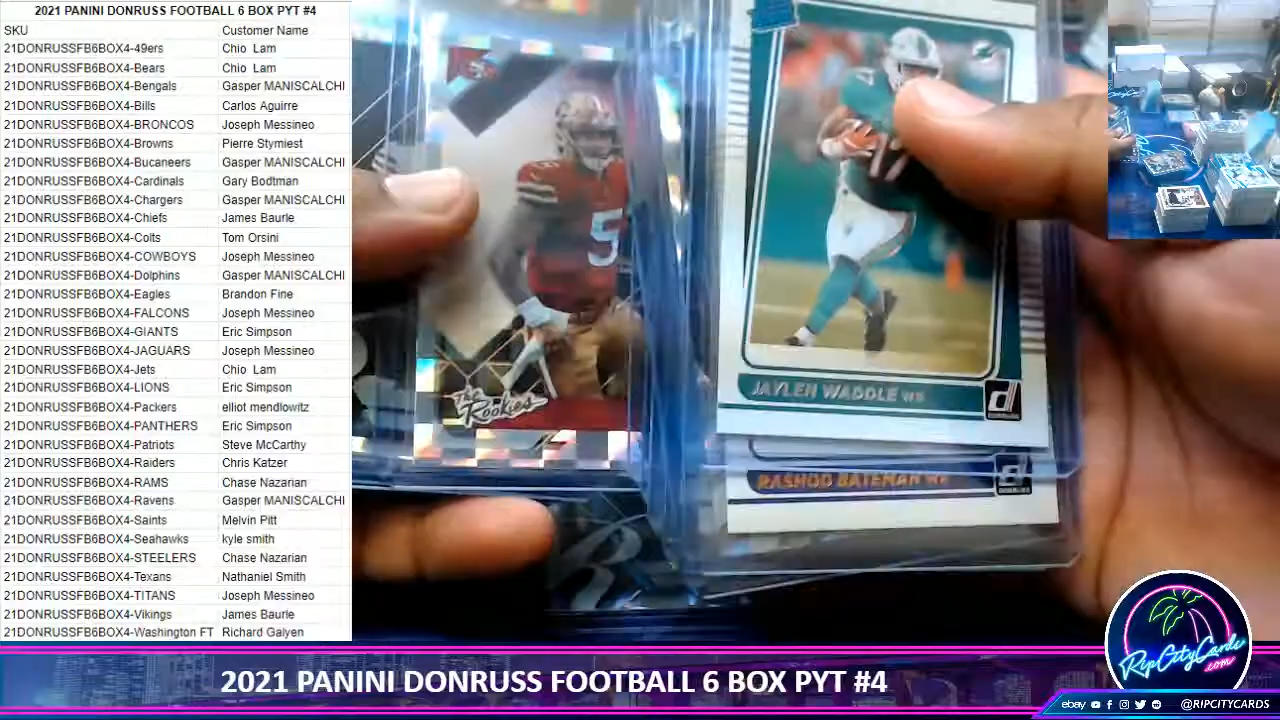 2021 PANINI DONRUSS FOOTBALL 6 BOX PYT #4
SKU Customer Name
21DONRUSSFB6BOX4-49ers Chio Lam
21DONRUSSFB6BOX4-Bears Chio Lam
21DONRUSSFB6BOX4-Bengals Gasper MANISCALCHI
21DONRUSSFB6BOX4-Bills Carlos Aguirre
21DONRUSSFB6BOX4-BRONCOS Joseph Messineo
21DONRUSSFB6BOX4-Browns Pierre Stymiest
21DONRUSSFB6BOX4-Bucaneers Gasper MANISCALCHI
21DONRUSSFB6BOX4-Cardinals Gary Bodtman
21DONRUSSFB6BOX4-Chargers Gasper MANISCALCHI
21DONRUSSFB6BOX4-Chiefs James Baurle
21DONRUSSFB6BOX4-Colts Tom Orsini
21DONRUSSFB6BOX4-COWBOYS Joseph Messineo
21DONRUSSFB6BOX4-Dolphins Gasper MANISCALCHI
21DONRUSSFB6BOX4-Eagles Brandon Fine
21DONRUSSFB6BOX4-FALCONS Joseph Messineo
21DONRUSSFB6BOX4-GIANTS Eric Simpson
21DONRUSSFB6BOX4-JAGUARS Joseph Messineo
21DONRUSSFB6BOX4-Jets Chio Lam
21DONRUSSFB6BOX4-LIONS Eric Simpson
21DONRUSSFB6BOX4-Packers elliot mendlowitz
21DONRUSSFB6BOX4-PANTHERS Eric Simpson
21DONRUSSFB6BOX4-Patriots Steve McCarthy
21DONRUSSFB6BOX4-Raiders Chris Katzer
21DONRUSSFB6BOX4-RAMS Chase Nazarian
21DONRUSSFB6BOX4-Ravens Gasper MANISCALCHI
21DONRUSSFB6BOX4-Saints Melvin Pitt
21DONRUSSFB6BOX4-Seahawks kyle smith
21DONRUSSFB6BOX4-STEELERS Chase Nazarian
21DONRUSSFB6BOX4-Texans Nathaniel Smith
21DONRUSSFB6BOX4-TITANS Joseph Messineo
21DONRUSSFB6BOX4-Vikings James Baurle
21DONRUSSFB6BOX4-Washington FT Richard Galyen
5
The Rookies
JAYLEN WADDLE WR
RASHOD BATEMAN WR
2021 PANINI DONRUSS FOOTBALL 6 BOX PYT #4
RipCityCards
.com
ebay @RIPCITYCARDS